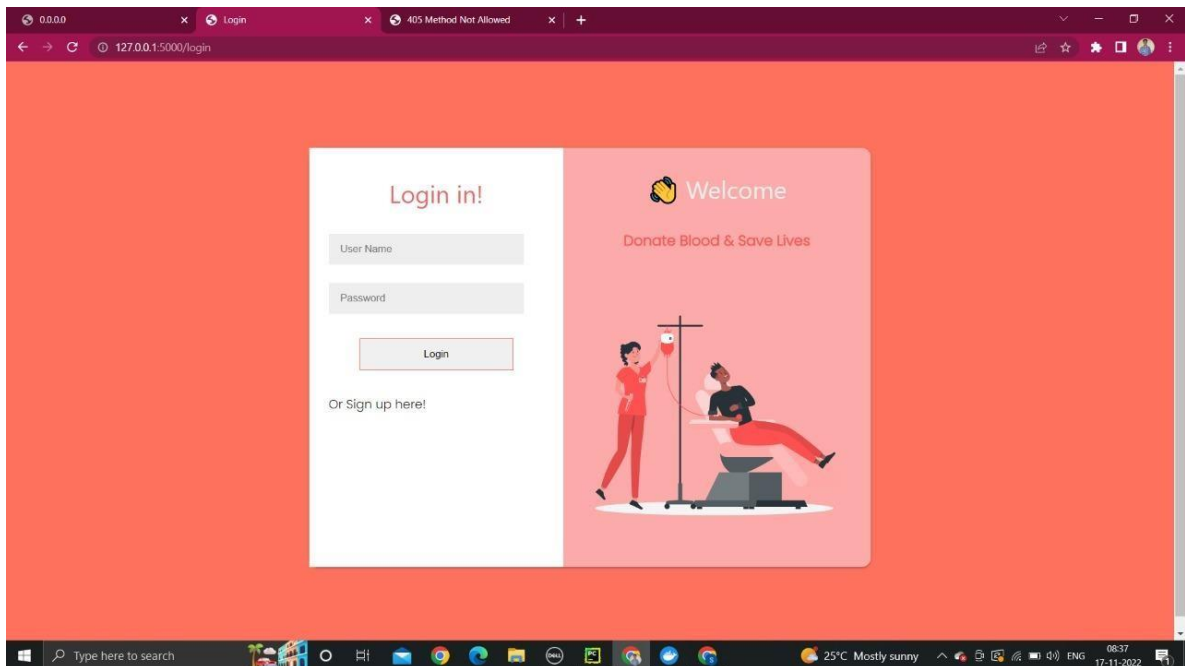 0.0.0.0
Login
405 Method Not Allowed
127.0.0.1:5000/login
Login in!
User Name
Password
Login
Or Sign up here!
Welcome
Donate Blood & Save Lives
Type here to search
DELL
PC
25°C Mostly sunny
ENG
08:37
17-11-2022